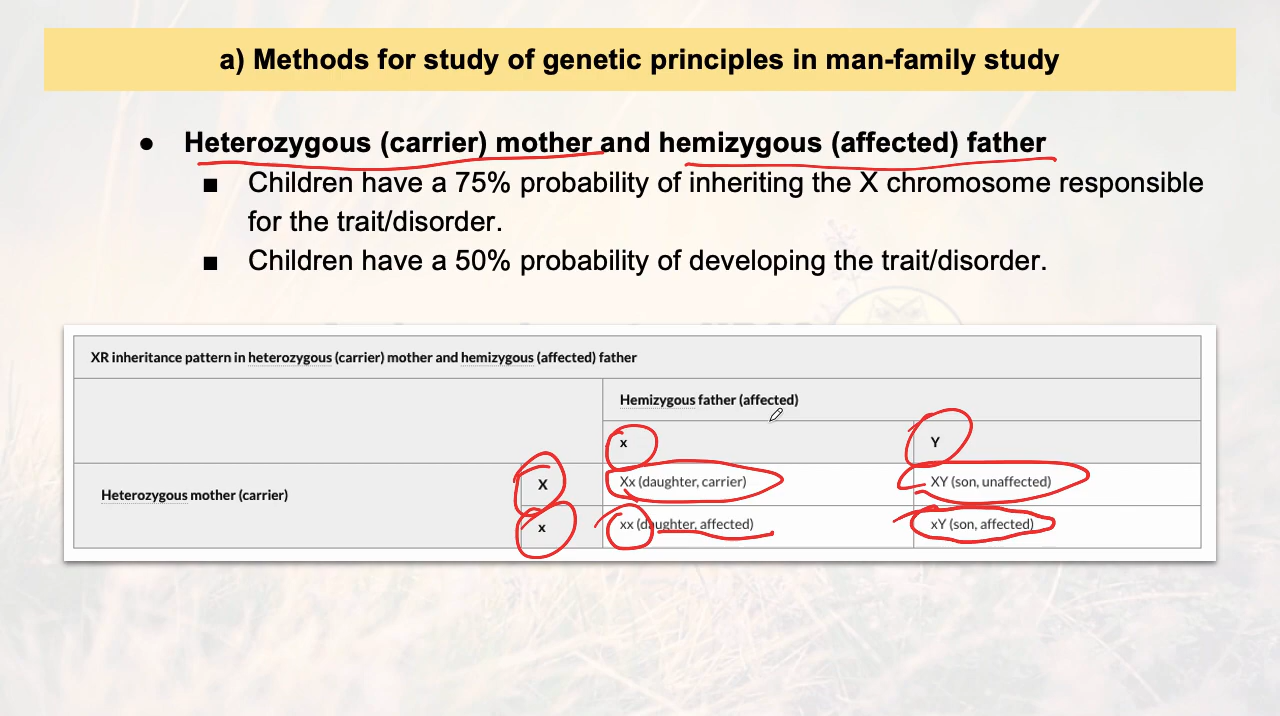 a) Methods for study of genetic principles in man-family study
● Heterozygous (carrier) mother and hemizygous (affected) father
■ Children have a 75% probability of inheriting the X chromosome responsible
for the trait/disorder.
■ Children have a 50% probability of developing the trait/disorder.
XR inheritance pattern in heterozygous (carrier) mother and hemizygous (affected) father
Hemizygous father (affected)
x Y
Heterozygous mother (carrier) X Xx (daughter, carrier) XY (son, unaffected)
x xx (daughter, affected) xY (son, affected)